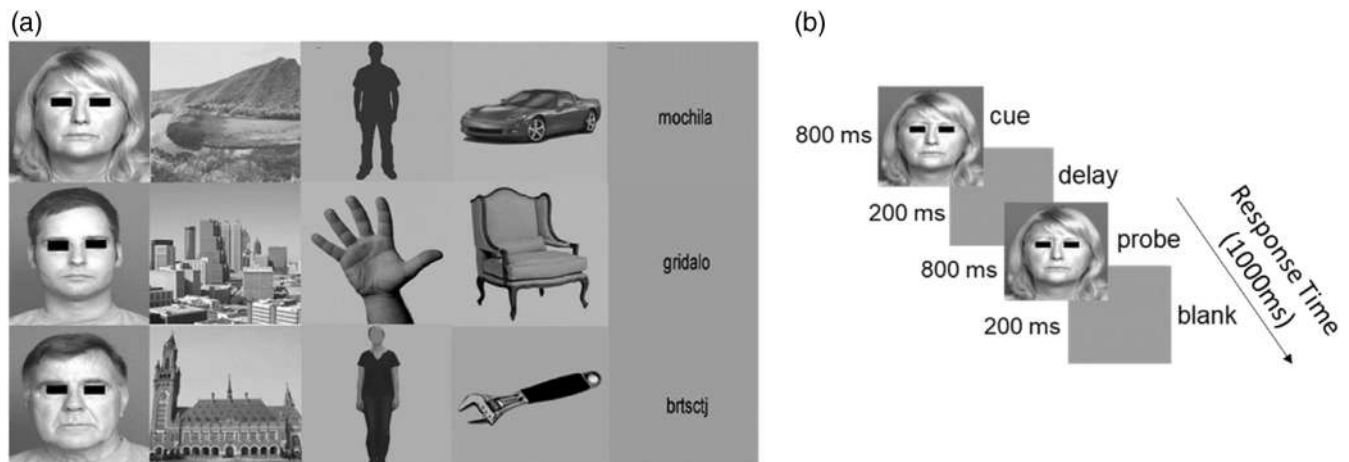 (a)
mochila
gridalo
brtsctj
(b)
800 ms
cue
delay
200 ms
probe
800 ms
blank
200 ms
Response Time
(1000ms)